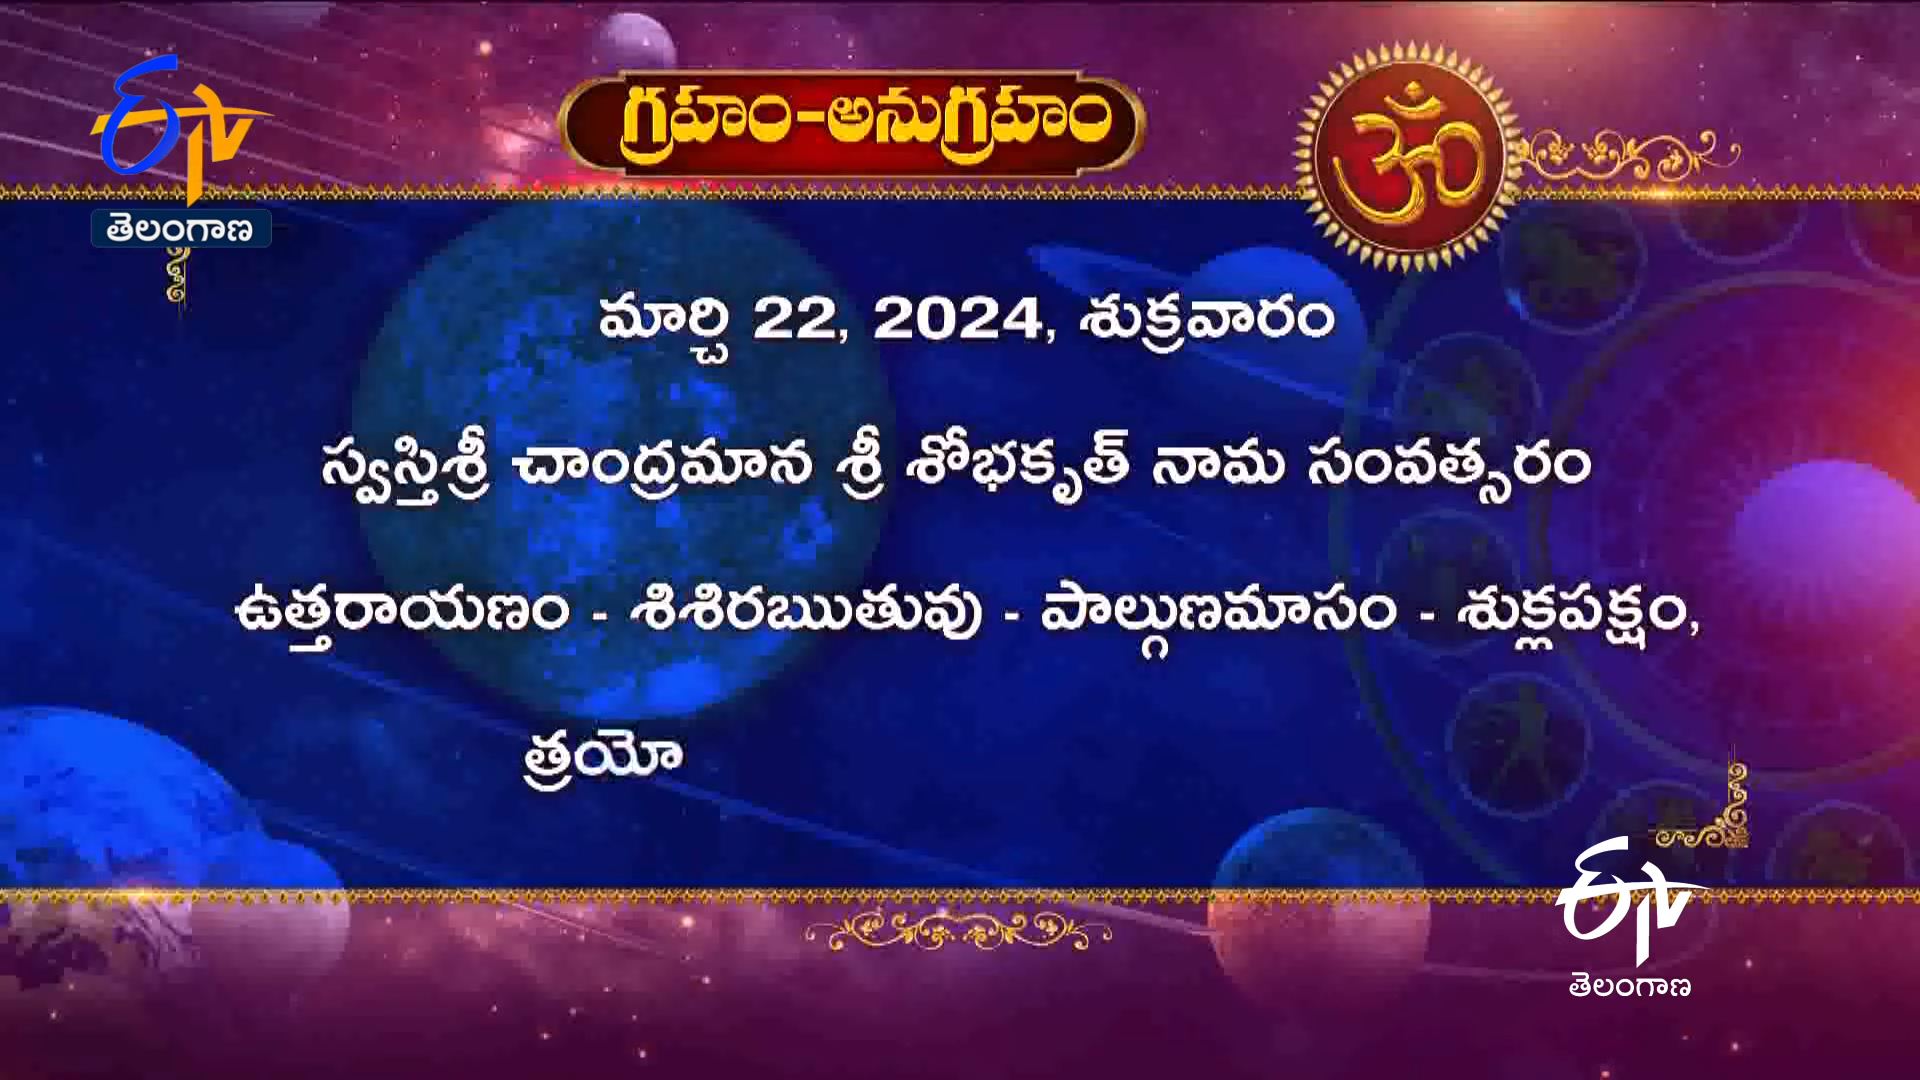 గ్రహం-అనుగ్రహం
ॐ
ETV
తెలంగాణ
మార్చి 22, 2024, శుక్రవారం
స్వస్తిశ్రీ చాంద్రమాన శ్రీ శోభకృత్ నామ సంవత్సరం
ఉత్తరాయణం - శిశిరఋతువు - పాల్గుణమాసం - శుక్లపక్షం,
త్రయో
ETV
తెలంగాణ